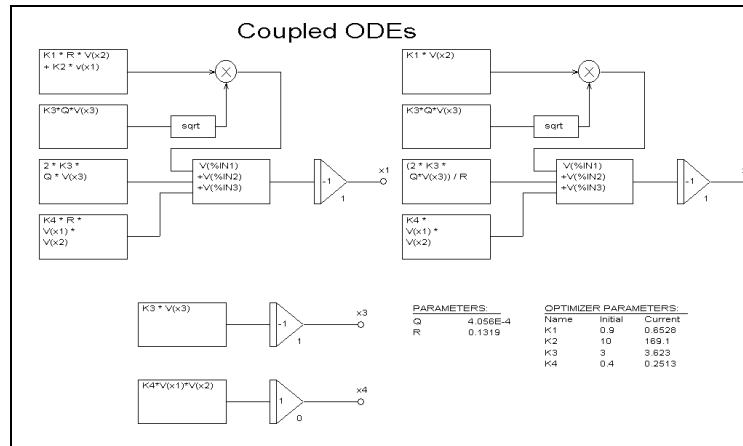 Coupled ODEs
K1 * R * V(x2)
+ K2 * v(x1)
K3*Q*V(x3)
sqrt
2 * K3 *
Q * V(x3)
K4 * R *
V(x1) *
V(x2)
V(%IN1)
+V(%IN2)
+V(%IN3)
-1
1
x1
K1 * V(x2)
K3*Q*V(x3)
sqrt
(2 * K3 *
Q*V(x3)) / R
K4 *
V(x1) *
V(x2)
V(%IN1)
+V(%IN2)
+V(%IN3)
-1
1
K3 * V(x3)
-1
1
x3
K4*V(x1)*V(x2)
1
0
x4
PARAMETERS:
Q 4.056E-4
R 0.1319
OPTIMIZER PARAMETERS:
Name Initial Current
K1 0.9 0.6528
K2 10 169.1
K3 3 3.623
K4 0.4 0.2513